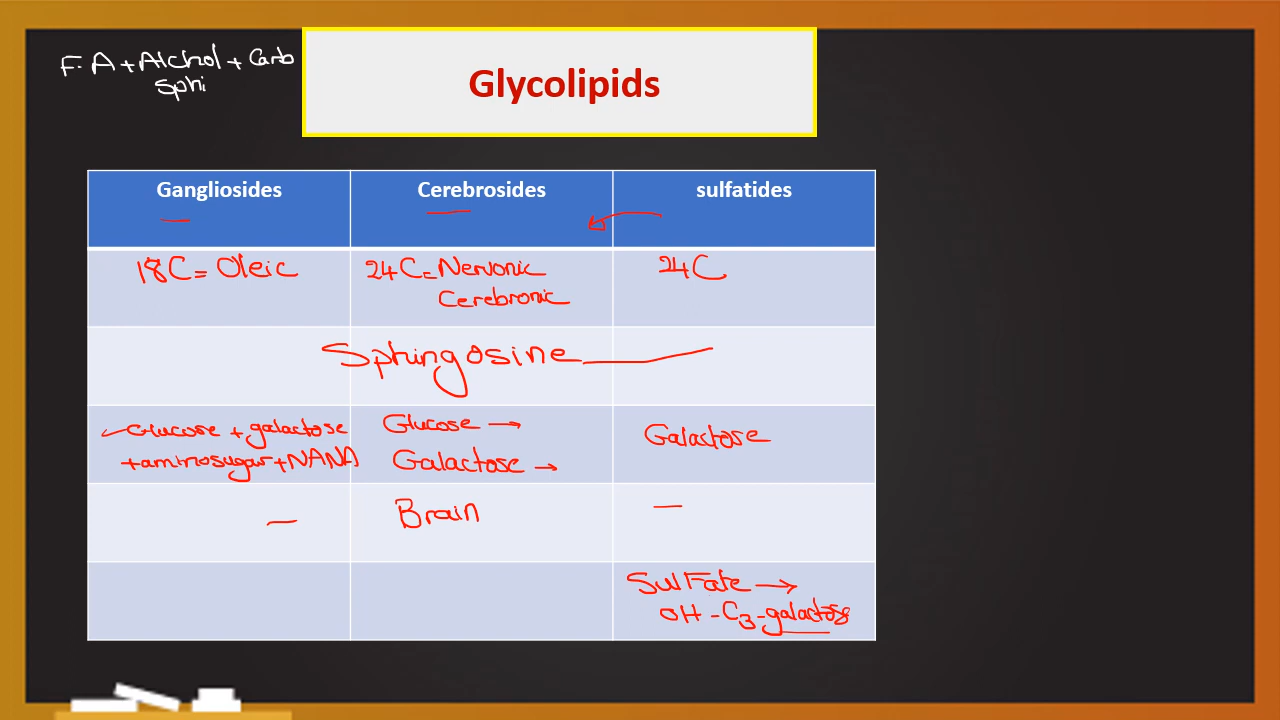 F.A + Alchol + Carb
Sphi
Glycolipids
Gangliosides Cerebrosides sulfatides
18C = Oleic 24C = Nervonic 24C
Cerebronic
Sphingosine
Glucose + galactose Glucose → Galactose
+ aminosugar + NANA Galactose →
— Brain —
Sulfate →
OH - C3 - galactose